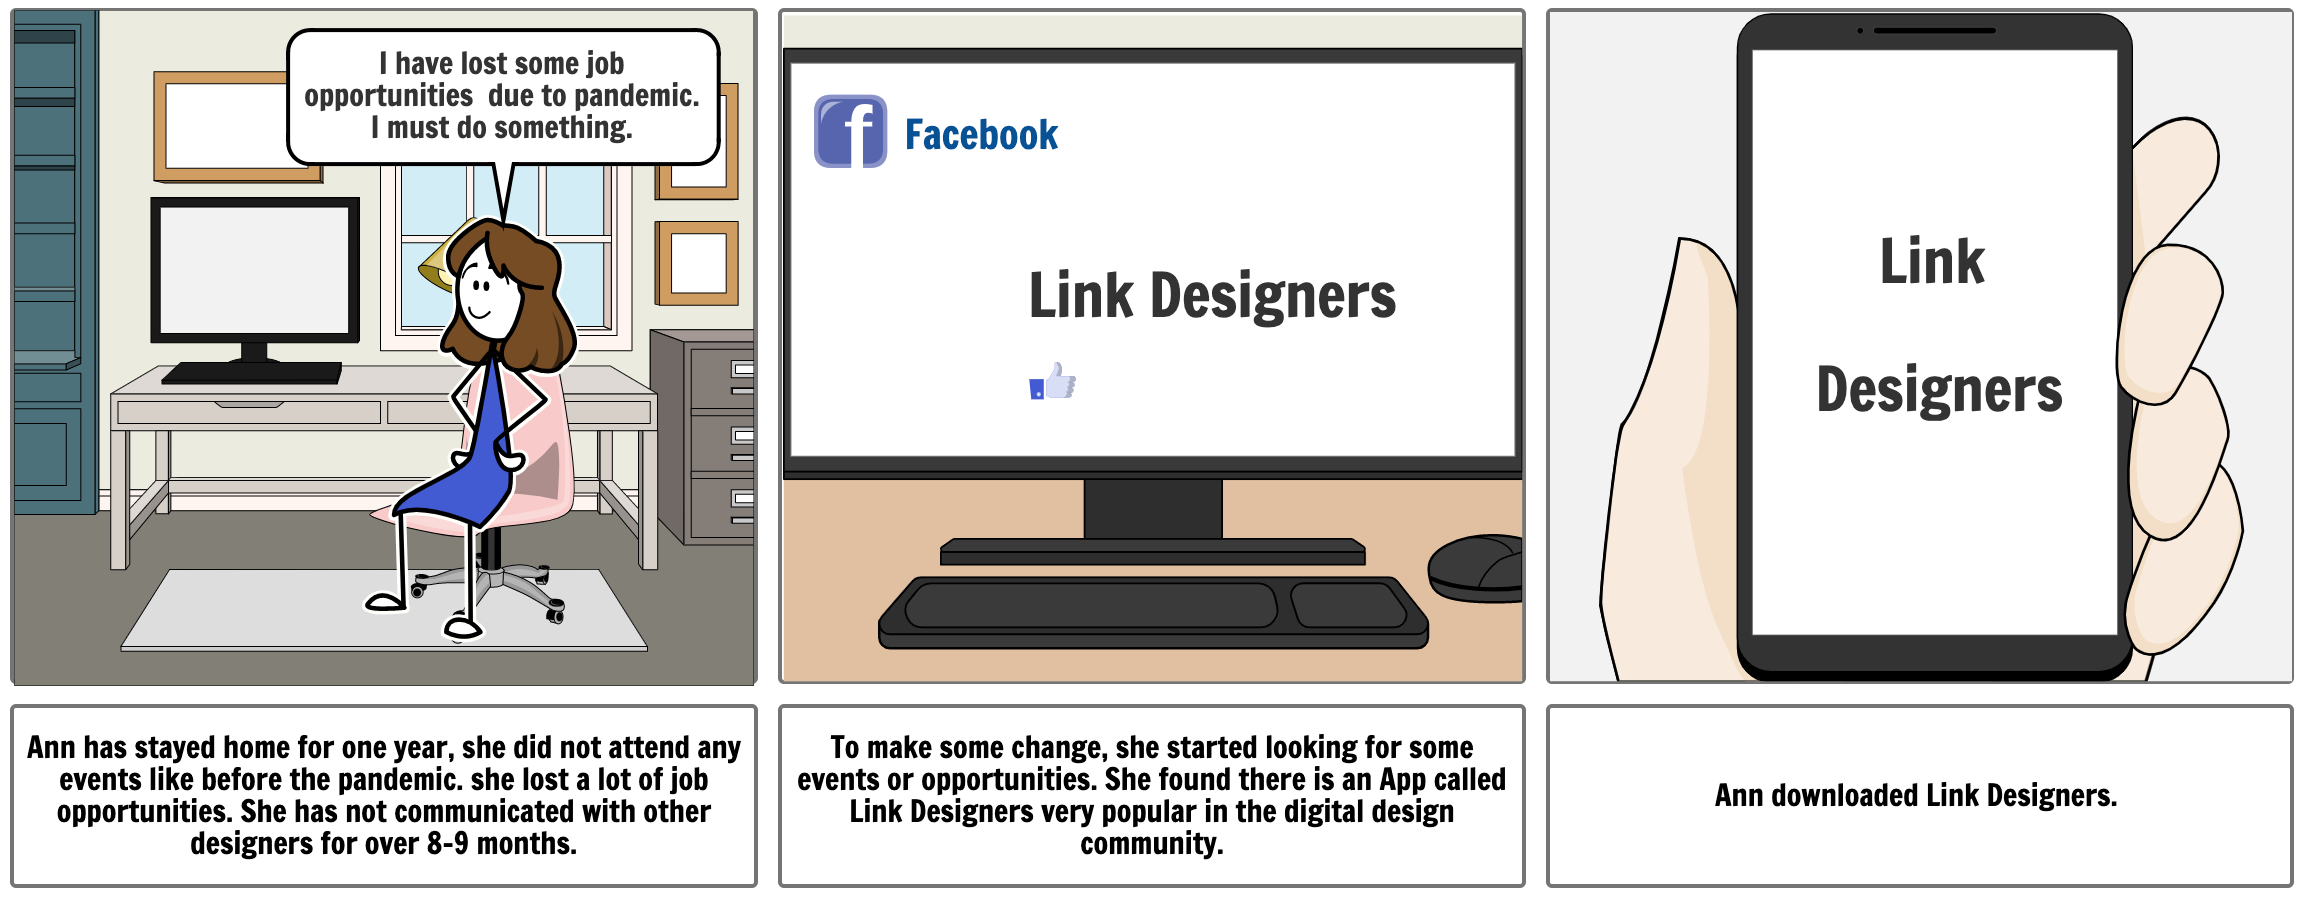 I have lost some job
opportunities due to pandemic.
I must do something.
f Facebook
Link Designers
Link
Designers
Ann has stayed home for one year, she did not attend any
events like before the pandemic. she lost a lot of job
opportunities. She has not communicated with other
designers for over 8-9 months.
To make some change, she started looking for some
events or opportunities. She found there is an App called
Link Designers very popular in the digital design
community.
Ann downloaded Link Designers.